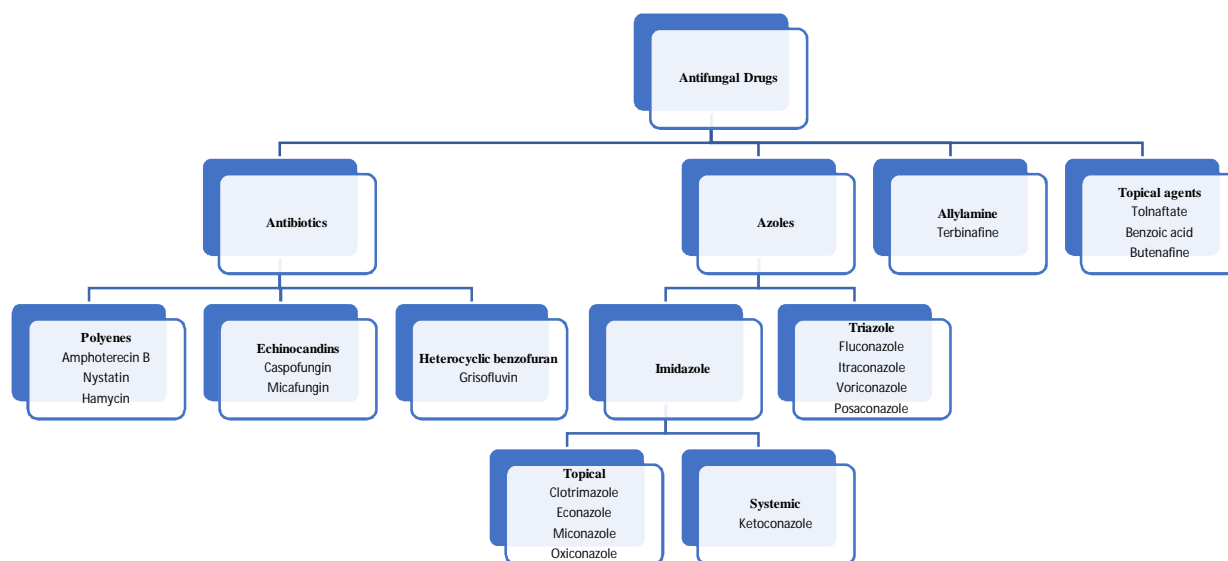 Antifungal Drugs
Antibiotics
Azoles
Allylamine
Terbinafine
Topical agents
Tolnaftate
Benzoic acid
Butenafine
Polyenes
Amphoterecin B
Nystatin
Hamycin
Echinocandins
Caspofungin
Micafungin
Heterocyclic benzofuran
Grisofluvin
Imidazole
Triazole
Fluconazole
Itraconazole
Voriconazole
Posaconazole
Topical
Clotrimazole
Econazole
Miconazole
Oxiconazole
Systemic
Ketoconazole